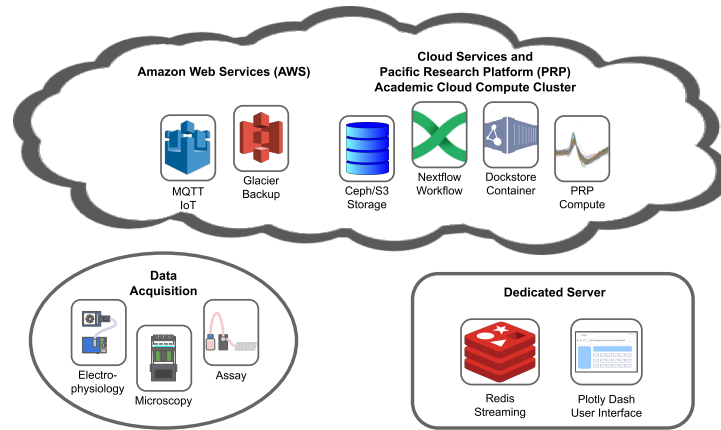 Amazon Web Services (AWS)
Cloud Services and
Pacific Research Platform (PRP)
Academic Cloud Compute Cluster
MQTT
IoT
Glacier
Backup
Ceph/S3
Storage
Nextflow
Workflow
Dockstore
Container
PRP
Compute
Data
Acquisition
Electro-
physiology
Microscopy
Assay
Dedicated Server
Redis
Streaming
Plotly Dash
User Interface